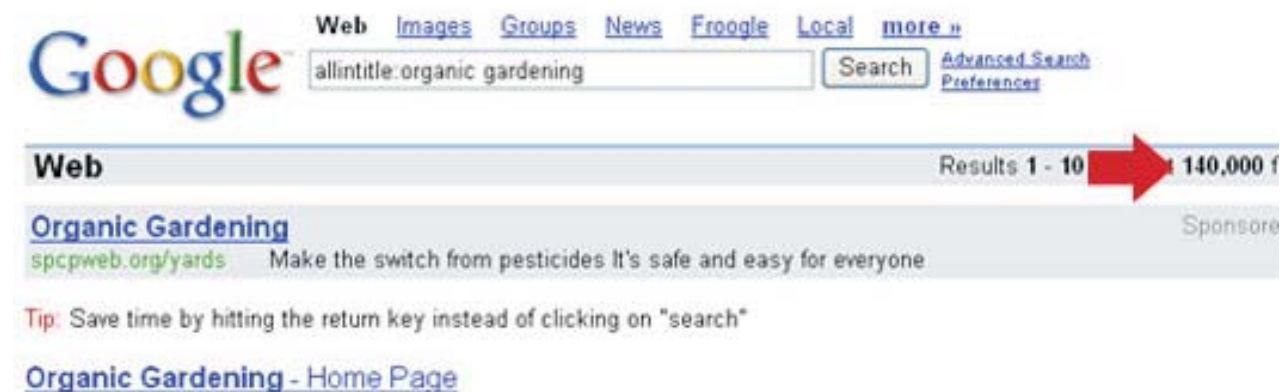 Google
Web Images Groups News Froogle Local more »
allintitle:organic gardening Search Advanced Search
Preferences
Web Results 1 - 10 140,000 f
Organic Gardening Sponsore
spcpweb.org/yards Make the switch from pesticides It's safe and easy for everyone
Tip: Save time by hitting the return key instead of clicking on "search"
Organic Gardening - Home Page